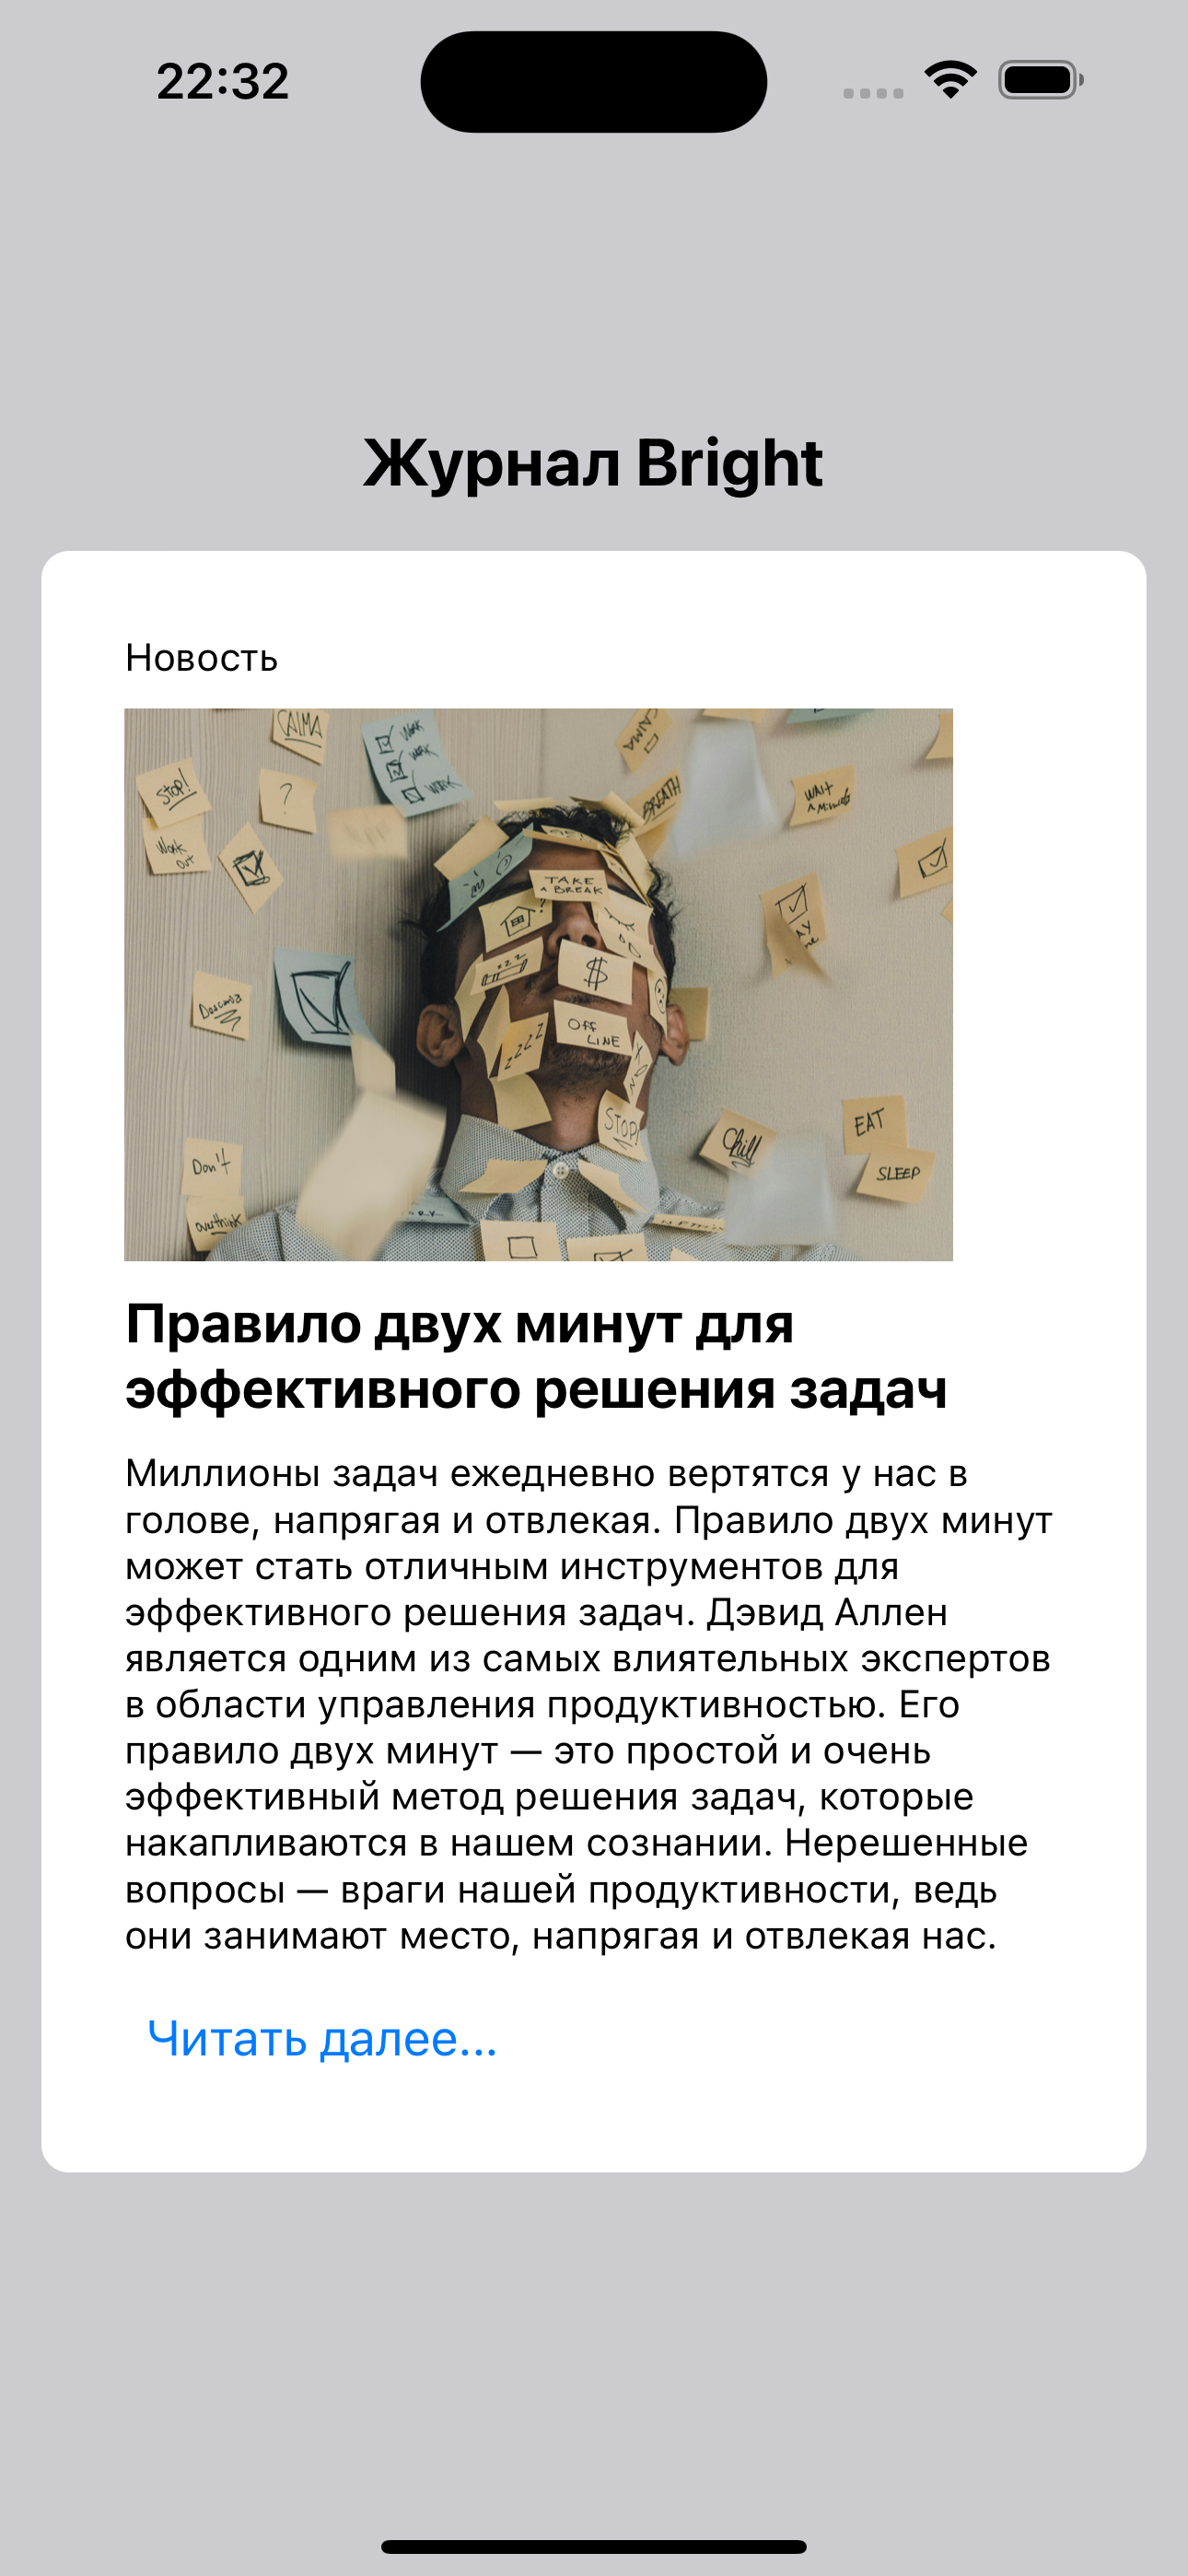 22:32
Журнал Bright
Новость
CALMA
Work
Work
Work
CALMA
Stop!
?
BREATH
WAIT
A Minute
Work
out
TAKE
A BREAK
?
zzz
$
Descansa
OFF
LINE
zzzz
STOP!
Chill
EAT
Don't
SLEEP
overthink
Правило двух минут для
эффективного решения задач
Миллионы задач ежедневно вертятся у нас в
голове, напрягая и отвлекая. Правило двух минут
может стать отличным инструментов для
эффективного решения задач. Дэвид Аллен
является одним из самых влиятельных экспертов
в области управления продуктивностью. Его
правило двух минут — это простой и очень
эффективный метод решения задач, которые
накапливаются в нашем сознании. Нерешенные
вопросы — враги нашей продуктивности, ведь
они занимают место, напрягая и отвлекая нас.
Читать далее...